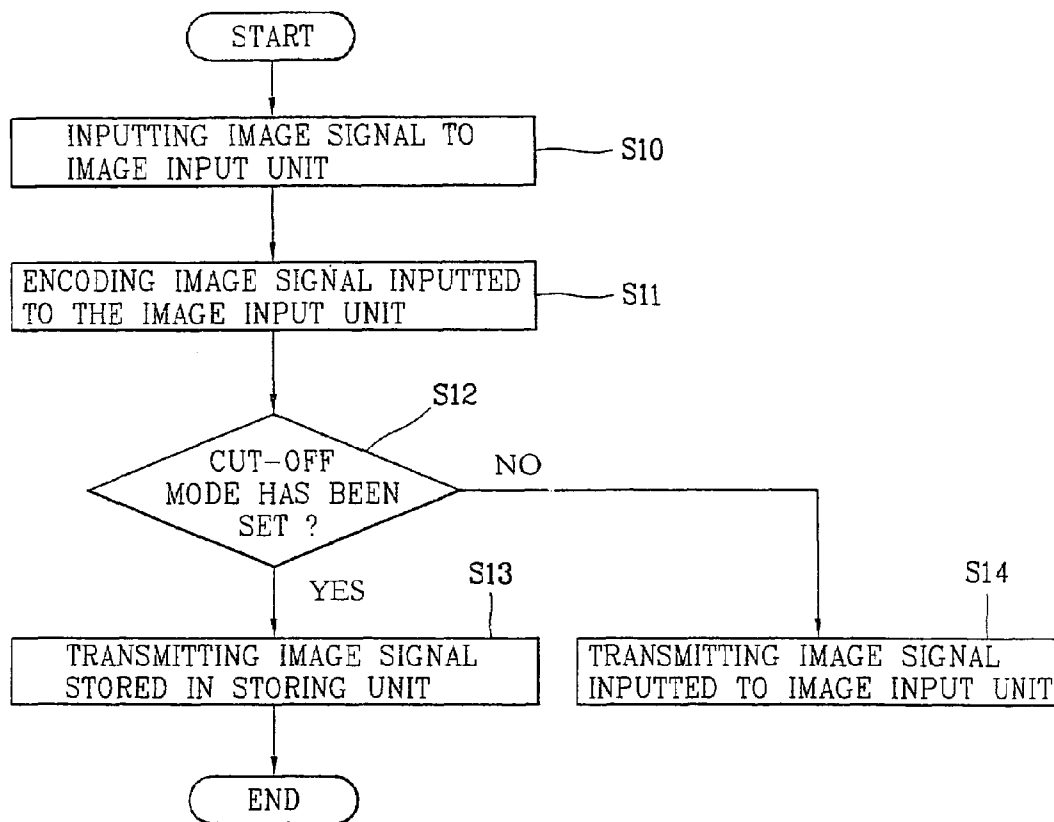 START
INPUTTING IMAGE SIGNAL TO
IMAGE INPUT UNIT
S10
ENCODING IMAGE SIGNAL INPUTTED
TO THE IMAGE INPUT UNIT
S11
S12
CUT-OFF
MODE HAS BEEN
SET ?
NO
YES
S13
S14
TRANSMITTING IMAGE SIGNAL
STORED IN STORING UNIT
TRANSMITTING IMAGE SIGNAL
INPUTTED TO IMAGE INPUT UNIT
END